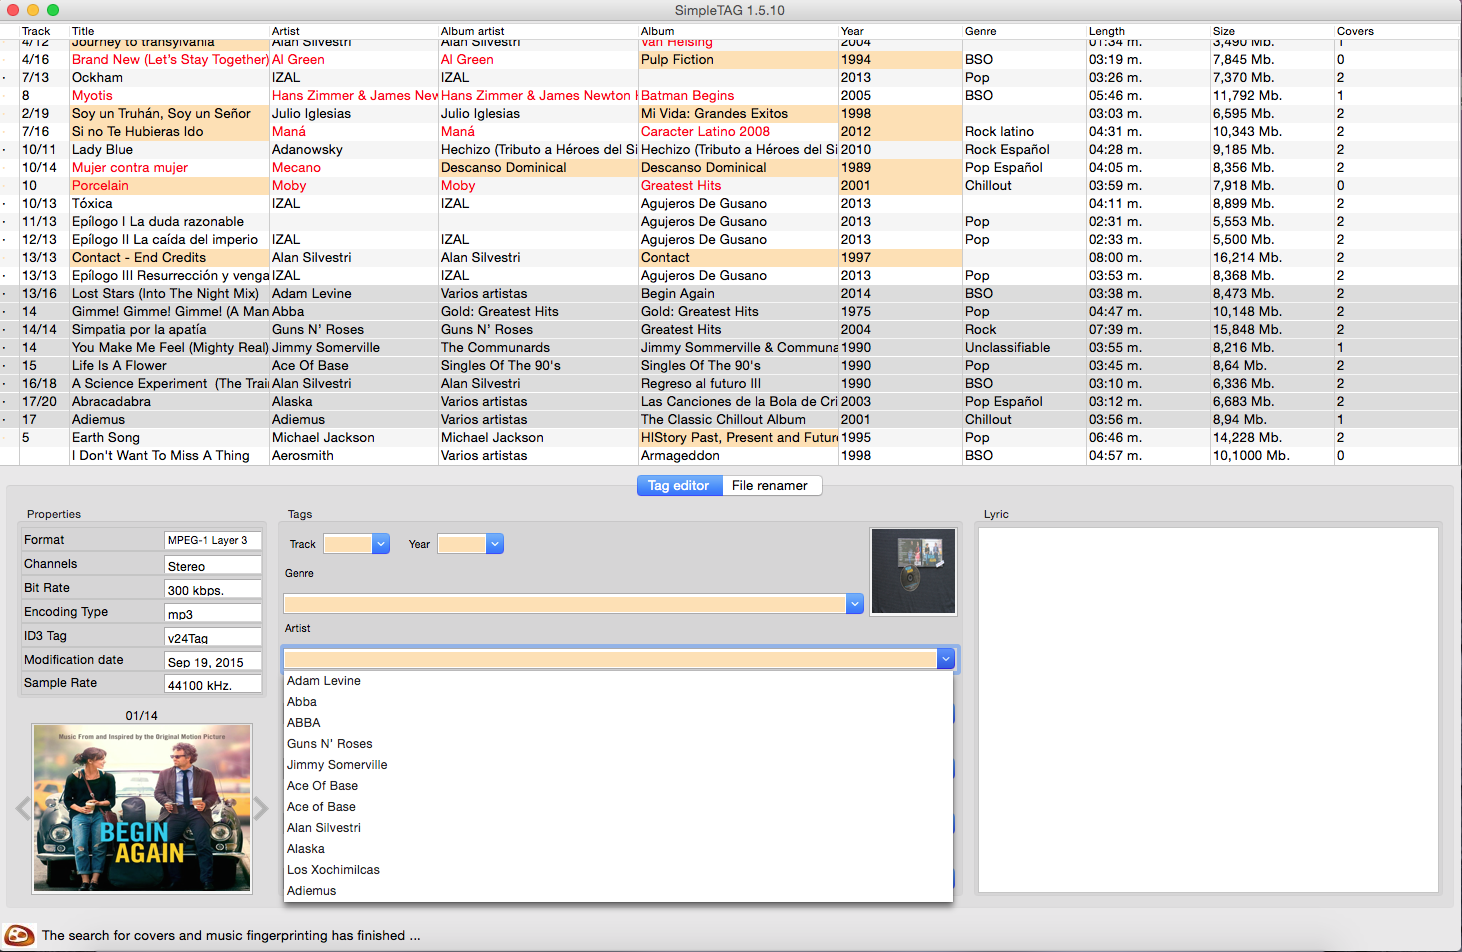 SimpleTAG 1.5.10
Track Title Artist Album artist Album Year Genre Length Size Covers
4/12 Journey to transylvania Alan Silvestri Alan Silvestri Van Helsing 2004 01:34 m. 3,490 Mb. 1
4/16 Brand New (Let's Stay Together) Al Green Al Green Pulp Fiction 1994 BSO 03:19 m. 7,845 Mb. 0
7/13 Ockham IZAL IZAL 2013 Pop 03:26 m. 7,370 Mb. 2
8 Myotis Hans Zimmer & James New Hans Zimmer & James Newton H Batman Begins 2005 BSO 05:46 m. 11,792 Mb. 1
2/19 Soy un Truhán, Soy un Señor Julio Iglesias Julio Iglesias Mi Vida: Grandes Exitos 1998 03:03 m. 6,595 Mb. 2
7/16 Si no Te Hubieras Ido Maná Maná Caracter Latino 2008 2012 Rock latino 04:31 m. 10,343 Mb. 2
10/11 Lady Blue Adanowsky Hechizo (Tributo a Héroes del Si Hechizo (Tributo a Héroes del Si 2010 Rock Español 04:28 m. 9,185 Mb. 2
10/14 Mujer contra mujer Mecano Descanso Dominical Descanso Dominical 1989 Pop Español 04:05 m. 8,356 Mb. 2
10 Porcelain Moby Moby Greatest Hits 2001 Chillout 03:59 m. 7,918 Mb. 0
10/13 Tóxica IZAL IZAL Agujeros De Gusano 2013 04:11 m. 8,899 Mb. 2
11/13 Epílogo I La duda razonable Agujeros De Gusano 2013 Pop 02:31 m. 5,553 Mb. 2
12/13 Epílogo II La caída del imperio IZAL IZAL Agujeros De Gusano 2013 Pop 02:33 m. 5,500 Mb. 2
13/13 Contact - End Credits Alan Silvestri Alan Silvestri Contact 1997 08:00 m. 16,214 Mb. 2
13/13 Epílogo III Resurrección y venga IZAL IZAL Agujeros De Gusano 2013 Pop 03:53 m. 8,368 Mb. 2
13/16 Lost Stars (Into The Night Mix) Adam Levine Varios artistas Begin Again 2014 BSO 03:38 m. 8,473 Mb. 2
14 Gimme! Gimme! Gimme! (A Man Abba Gold: Greatest Hits Gold: Greatest Hits 1975 Pop 04:47 m. 10,148 Mb. 2
14/14 Simpatia por la apatía Guns N' Roses Guns N' Roses Greatest Hits 2004 Rock 07:39 m. 15,848 Mb. 2
14 You Make Me Feel (Mighty Real) Jimmy Somerville The Communards Jimmy Sommerville & Communa 1990 Unclassifiable 03:55 m. 8,216 Mb. 1
15 Life Is A Flower Ace Of Base Singles Of The 90's Singles Of The 90's 1990 Pop 03:45 m. 8,64 Mb. 2
16/18 A Science Experiment (The Trai Alan Silvestri Alan Silvestri Regreso al futuro III 1990 BSO 03:10 m. 6,336 Mb. 2
17/20 Abracadabra Alaska Varios artistas Las Canciones de la Bola de Cri 2003 Pop Español 03:12 m. 6,683 Mb. 2
17 Adiemus Adiemus Varios artistas The Classic Chillout Album 2001 Chillout 03:56 m. 8,94 Mb. 1
5 Earth Song Michael Jackson Michael Jackson HIStory Past, Present and Future 1995 Pop 06:46 m. 14,228 Mb. 2
I Don't Want To Miss A Thing Aerosmith Varios artistas Armageddon 1998 BSO 04:57 m. 10,1000 Mb. 0
Tag editor File renamer
Properties
Format MPEG-1 Layer 3
Channels Stereo
Bit Rate 300 kbps.
Encoding Type mp3
ID3 Tag v24Tag
Modification date Sep 19, 2015
Sample Rate 44100 kHz.
01/14
Music From and Inspired by the Original Motion Picture
BEGIN
AGAIN
Tags
Track Year
Genre
Artist
Adam Levine
Abba
ABBA
Guns N' Roses
Jimmy Somerville
Ace Of Base
Ace of Base
Alan Silvestri
Alaska
Los Xochimilcas
Adiemus
Lyric
The search for covers and music fingerprinting has finished ...